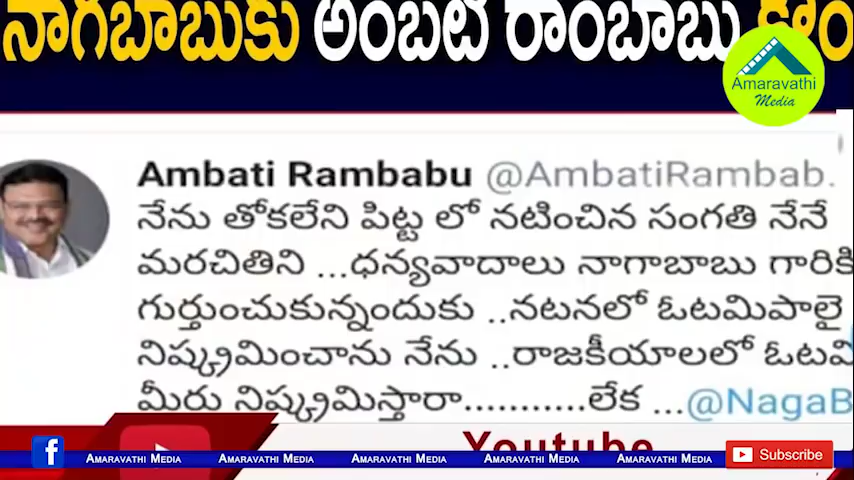 నాగబాబుకు అంబటి రాంబాబు
Amaravathi
Media
Ambati Rambabu @AmbatiRambab.
నేను తోకలేని పిట్ట లో నటించిన సంగతి నేనే
మరచితిని ...ధన్యవాదాలు నాగాబాబు గారికి
గుర్తుంచుకున్నందుకు ..నటనలో ఓటమిపాలై
నిష్క్రమించాను నేను ..రాజకీయాలలో
మీరు నిష్క్రమిస్తారా...........లేక ...@NagaB
Youtube
AMARAVATHI MEDIA AMARAVATHI MEDIA AMARAVATHI MEDIA AMARAVATHI MEDIA AMARAVATHI MEDIA Subscribe